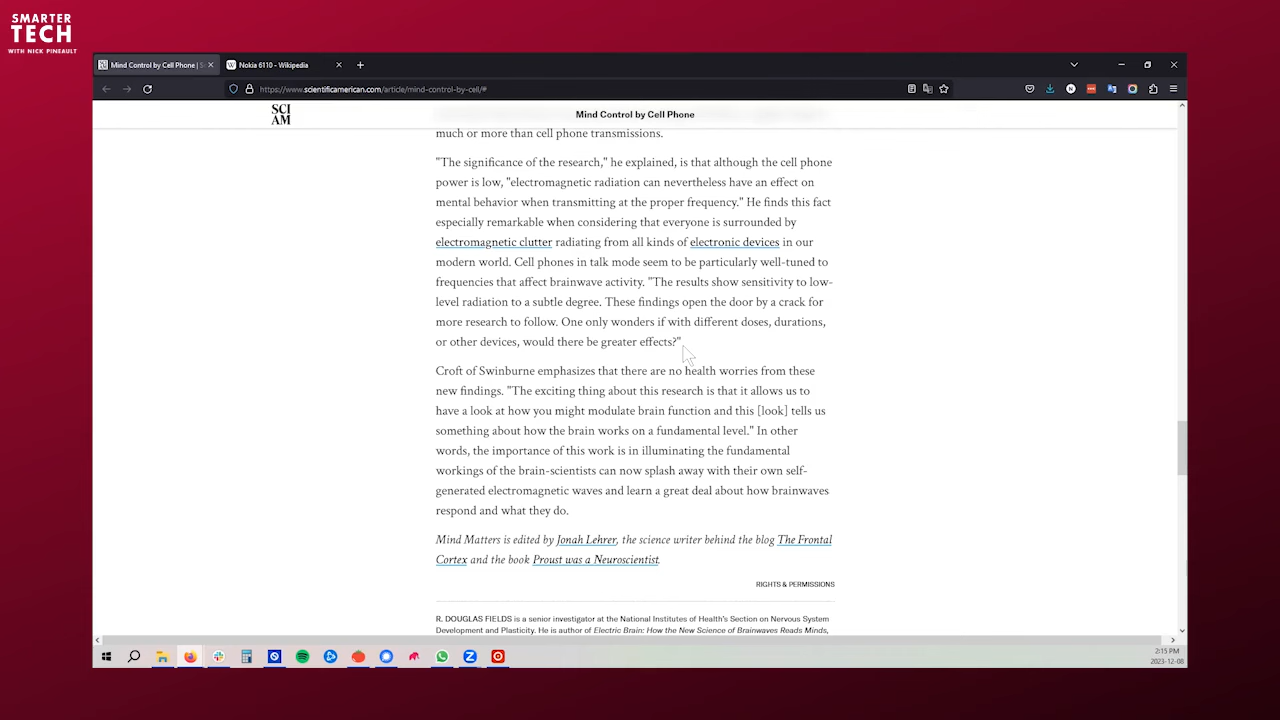 SMARTER
TECH
WITH NICK PINEAULT
Mind Control by Cell Phone | S
Nokia 6110 - Wikipedia
https://www.scientificamerican.com/article/mind-control-by-cell/#
SCI
AM
Mind Control by Cell Phone
much or more than cell phone transmissions.
"The significance of the research," he explained, is that although the cell phone
power is low, "electromagnetic radiation can nevertheless have an effect on
mental behavior when transmitting at the proper frequency." He finds this fact
especially remarkable when considering that everyone is surrounded by
electromagnetic clutter radiating from all kinds of electronic devices in our
modern world. Cell phones in talk mode seem to be particularly well-tuned to
frequencies that affect brainwave activity. "The results show sensitivity to low-
level radiation to a subtle degree. These findings open the door by a crack for
more research to follow. One only wonders if with different doses, durations,
or other devices, would there be greater effects?"
Croft of Swinburne emphasizes that there are no health worries from these
new findings. "The exciting thing about this research is that it allows us to
have a look at how you might modulate brain function and this [look] tells us
something about how the brain works on a fundamental level." In other
words, the importance of this work is in illuminating the fundamental
workings of the brain-scientists can now splash away with their own self-
generated electromagnetic waves and learn a great deal about how brainwaves
respond and what they do.
Mind Matters is edited by Jonah Lehrer, the science writer behind the blog The Frontal
Cortex and the book Proust was a Neuroscientist.
RIGHTS & PERMISSIONS
R. DOUGLAS FIELDS is a senior investigator at the National Institutes of Health's Section on Nervous System
Development and Plasticity. He is author of Electric Brain: How the New Science of Brainwaves Reads Minds,
2:15 PM
2023-12-08